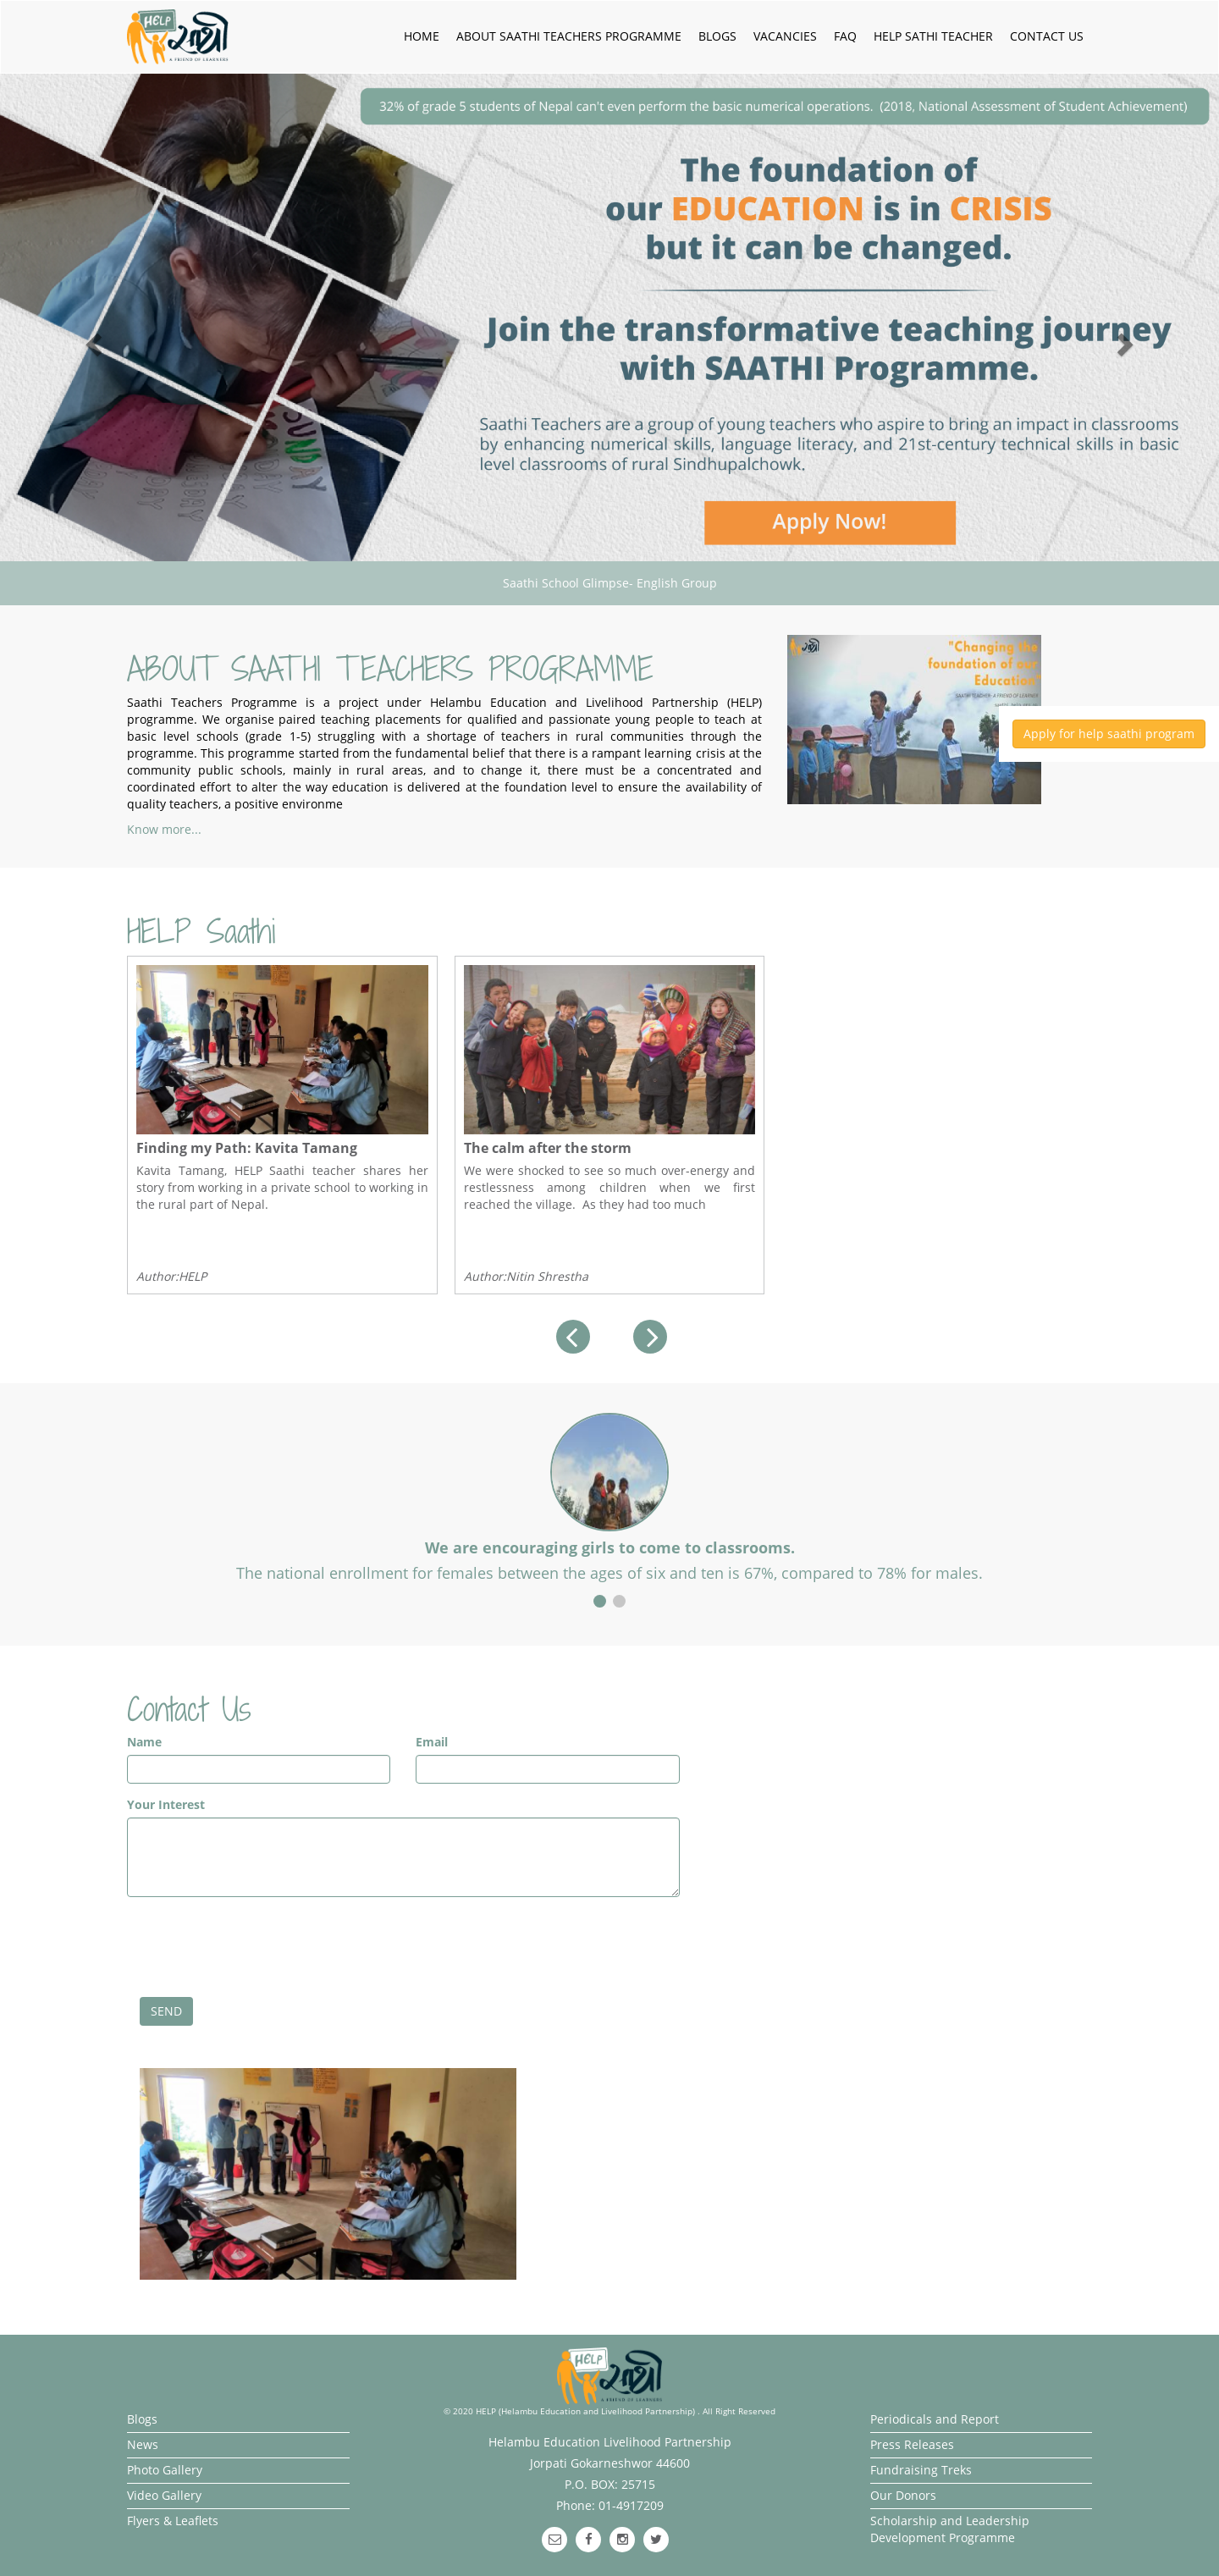 HELP
साथी
A FRIEND OF LEARNERS
HOME ABOUT SAATHI TEACHERS PROGRAMME BLOGS VACANCIES FAQ HELP SATHI TEACHER CONTACT US
32% of grade 5 students of Nepal can't even perform the basic numerical operations. (2018, National Assessment of Student Achievement)
The foundation of
our EDUCATION is in CRISIS
but it can be changed.
Join the transformative teaching journey
with SAATHI Programme.
Saathi Teachers are a group of young teachers who aspire to bring an impact in classrooms
by enhancing numerical skills, language literacy, and 21st-century technical skills in basic
level classrooms of rural Sindhupalchowk.
Apply Now!
Saathi School Glimpse- English Group
ABOUT SAATHI TEACHERS PROGRAMME
Saathi Teachers Programme is a project under Helambu Education and Livelihood Partnership (HELP)
programme. We organise paired teaching placements for qualified and passionate young people to teach at
basic level schools (grade 1-5) struggling with a shortage of teachers in rural communities through the
programme. This programme started from the fundamental belief that there is a rampant learning crisis at the
community public schools, mainly in rural areas, and to change it, there must be a concentrated and
coordinated effort to alter the way education is delivered at the foundation level to ensure the availability of
quality teachers, a positive environme
Know more...
साथी
"Changing the
foundation of our
Education"
SAATHI TEACHER: A FRIEND OF LEARNER
Apply for help saathi program
HELP Saathi
Finding my Path: Kavita Tamang
Kavita Tamang, HELP Saathi teacher shares her
story from working in a private school to working in
the rural part of Nepal.
Author:HELP
The calm after the storm
We were shocked to see so much over-energy and
restlessness among children when we first
reached the village. As they had too much
Author:Nitin Shrestha
We are encouraging girls to come to classrooms.
The national enrollment for females between the ages of six and ten is 67%, compared to 78% for males.
Contact Us
Name Email
Your Interest
SEND
HELP
साथी
A FRIEND OF LEARNERS
© 2020 HELP (Helambu Education and Livelihood Partnership) . All Right Reserved
Blogs
News
Photo Gallery
Video Gallery
Flyers & Leaflets
Helambu Education Livelihood Partnership
Jorpati Gokarneshwor 44600
P.O. BOX: 25715
Phone: 01-4917209
Periodicals and Report
Press Releases
Fundraising Treks
Our Donors
Scholarship and Leadership
Development Programme